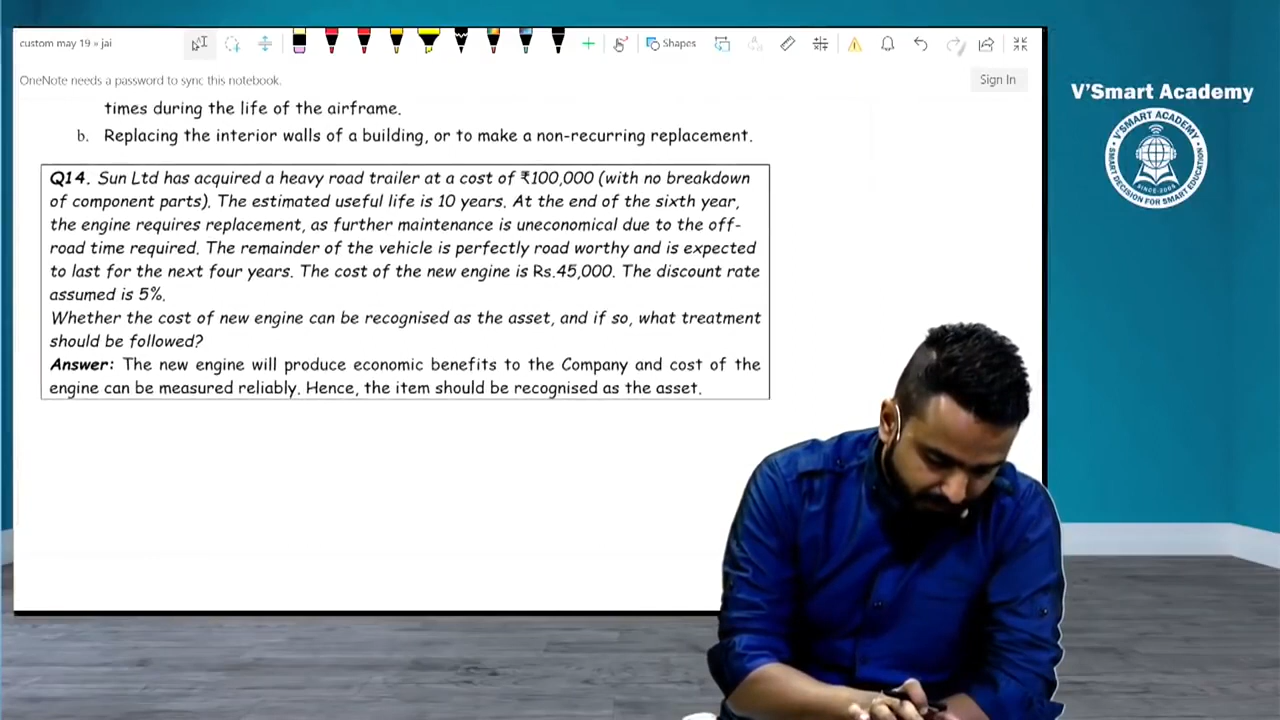 custom may 19 » jai
Shapes
OneNote needs a password to sync this notebook.
Sign In
times during the life of the airframe.
b. Replacing the interior walls of a building, or to make a non-recurring replacement.
Q14. Sun Ltd has acquired a heavy road trailer at a cost of ₹100,000 (with no breakdown
of component parts). The estimated useful life is 10 years. At the end of the sixth year,
the engine requires replacement, as further maintenance is uneconomical due to the off-
road time required. The remainder of the vehicle is perfectly road worthy and is expected
to last for the next four years. The cost of the new engine is Rs.45,000. The discount rate
assumed is 5%.
Whether the cost of new engine can be recognised as the asset, and if so, what treatment
should be followed?
Answer: The new engine will produce economic benefits to the Company and cost of the
engine can be measured reliably. Hence, the item should be recognised as the asset.
V'Smart Academy
V'SMART ACADEMY
SMART DECISION FOR SMART EDUCATION
SINCE-2006